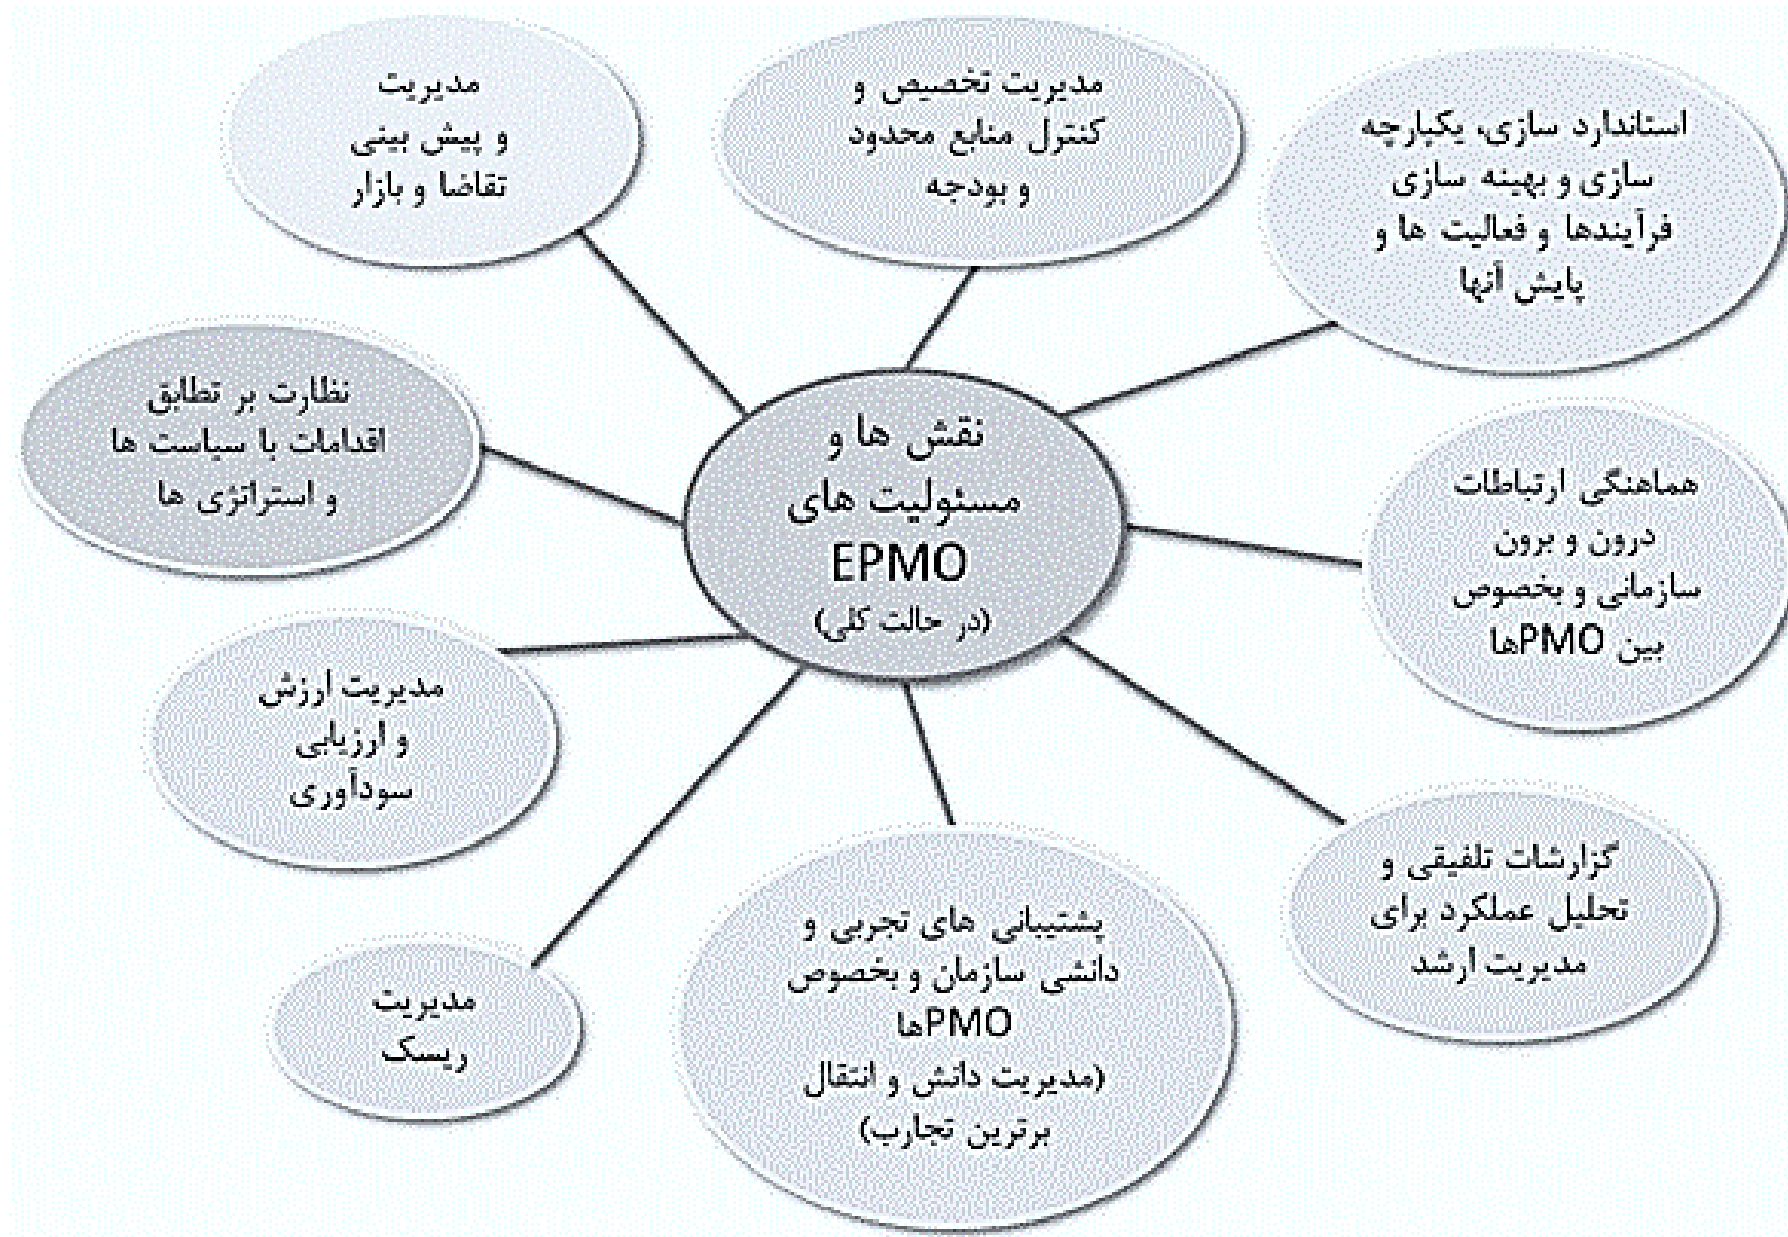 نقش ها و
مسئولیت های
EPMO
(در حالت کلی)
استاندارد سازی، یکپارچه
سازی و بهینه سازی
فرآیندها و فعالیت ها و
پایش آنها
مدیریت تخصیص و
کنترل منابع محدود
و بودجه
مدیریت
و پیش بینی
تقاضا و بازار
نظارت بر تطابق
اقدامات با سیاست ها
و استراتژی ها
مدیریت ارزش
و ارزیابی
سودآوری
مدیریت
ریسک
پشتیبانی های تجربی و
دانشی سازمان و بخصوص
PMOها
(مدیریت دانش و انتقال
برترین تجارب)
گزارشات تلفیقی و
تحلیل عملکرد برای
مدیریت ارشد
هماهنگی ارتباطات
درون و برون
سازمانی و بخصوص
بین PMOها